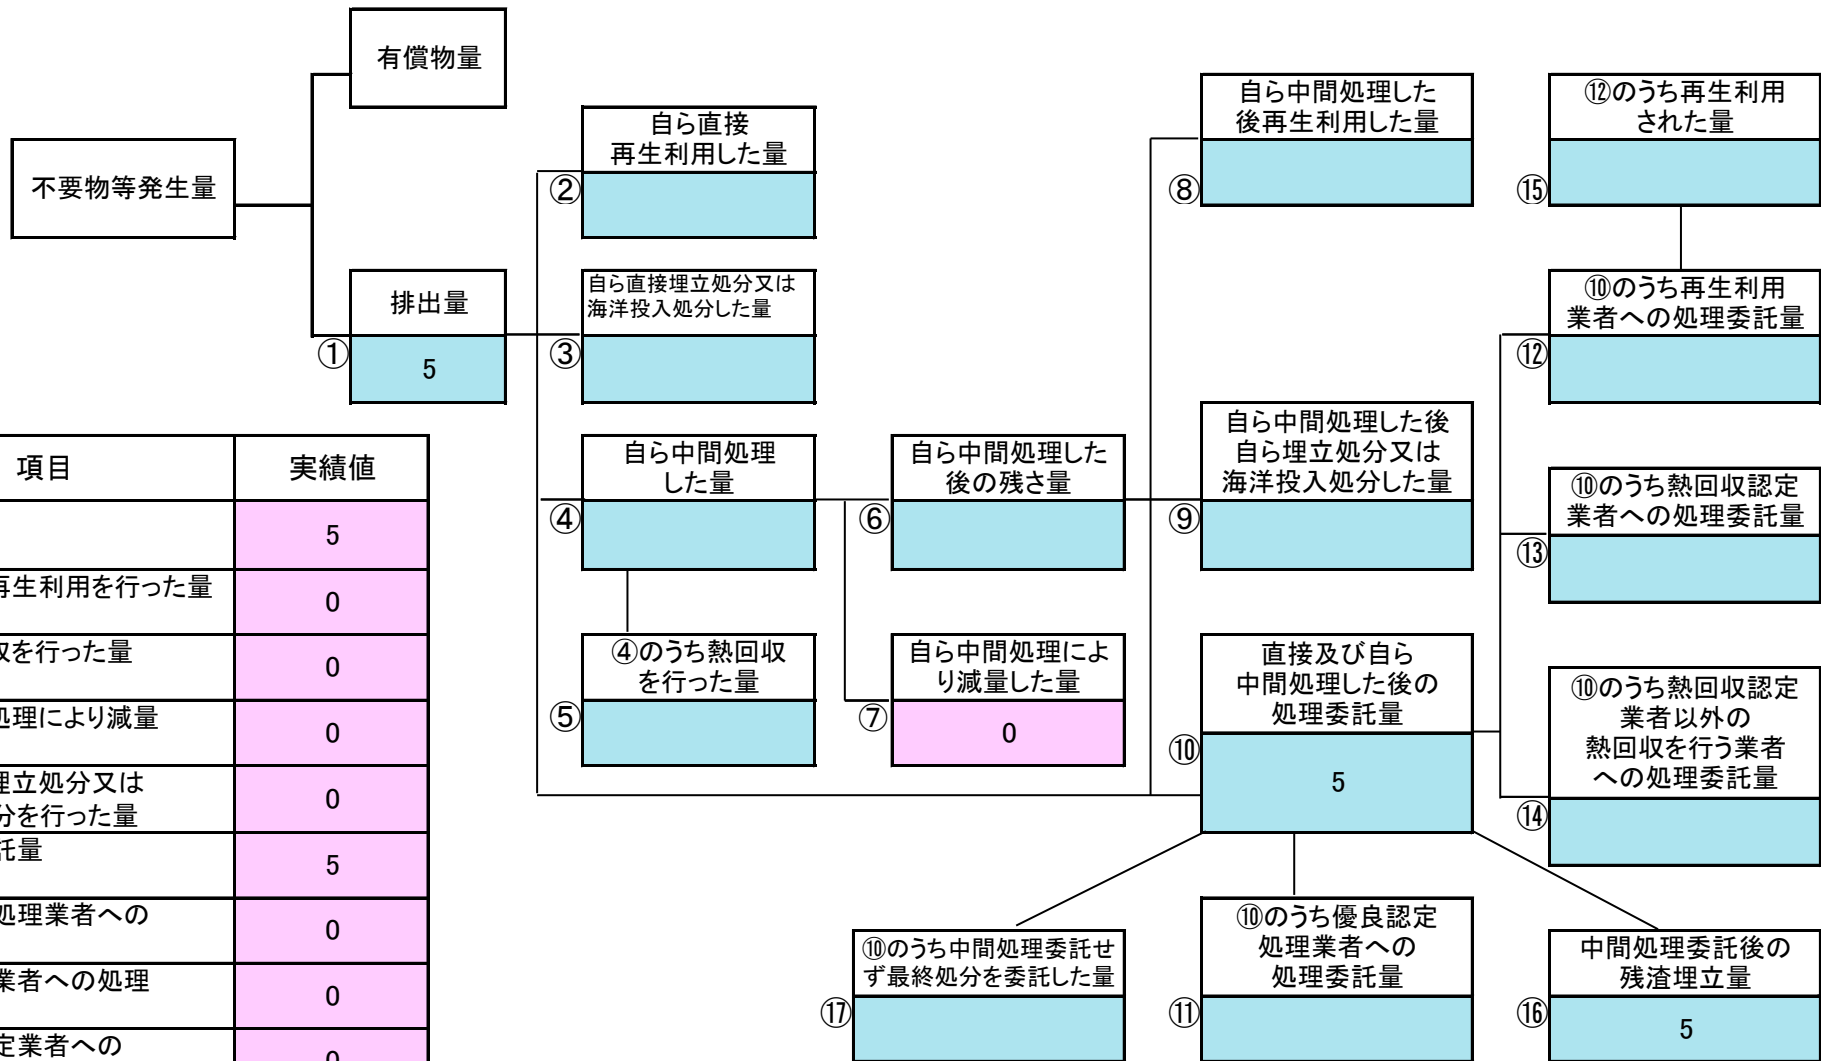 有償物量
不要物等発生量
排出量
①
5
自ら直接
再生利用した量
②
自ら直接埋立処分又は
海洋投入処分した量
③
自ら中間処理
した量
④
④のうち熱回収
を行った量
⑤
自ら中間処理した
後の残さ量
⑥
自ら中間処理によ
り減量した量
⑦
0
自ら中間処理した
後再生利用した量
⑧
自ら中間処理した後
自ら埋立処分又は
海洋投入処分した量
⑨
直接及び自ら
中間処理した後の
処理委託量
⑩
5
⑫のうち再生利用
された量
⑮
⑩のうち再生利用
業者への処理委託量
⑫
⑩のうち熱回収認定
業者への処理委託量
⑬
⑩のうち熱回収認定
業者以外の
熱回収を行う業者
への処理委託量
⑭
⑩のうち中間処理委託せ
ず最終処分を委託した量
⑰
⑩のうち優良認定
処理業者への
処理委託量
⑪
中間処理委託後の
残渣埋立量
⑯
5
項目 実績値
5
再生利用を行った量 0
を行った量 0
処理により減量 0
埋立処分又は
分を行った量 0
託量 5
処理業者への 0
業者への処理 0
定業者への 0